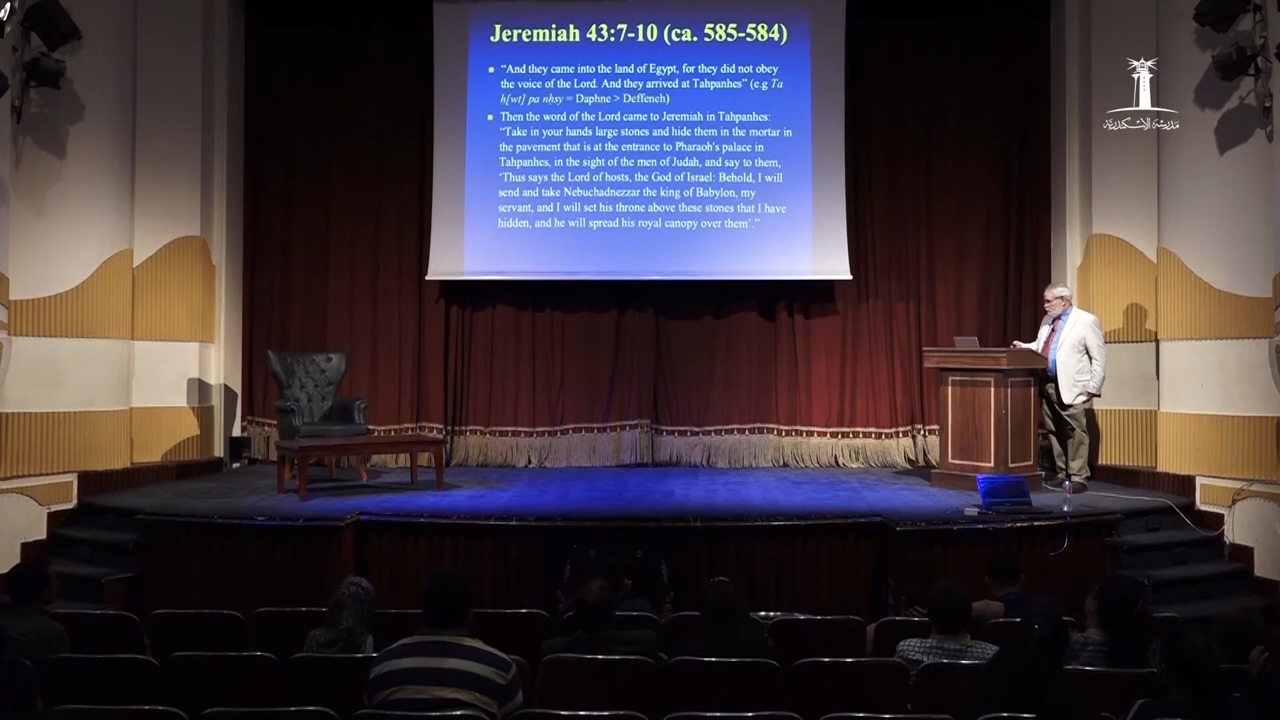 Jeremiah 43:7-10 (ca. 585-584)
"And they came into the land of Egypt, for they did not obey
the voice of the Lord. And they arrived at Tahpanhes" (e.g Ta
ḥ[wt] pa nḥsy = Daphne > Deffeneh)
Then the word of the Lord came to Jeremiah in Tahpanhes:
"Take in your hands large stones and hide them in the mortar in
the pavement that is at the entrance to Pharaoh's palace in
Tahpanhes, in the sight of the men of Judah, and say to them,
'Thus says the Lord of hosts, the God of Israel: Behold, I will
send and take Nebuchadnezzar the king of Babylon, my
servant, and I will set his throne above these stones that I have
hidden, and he will spread his royal canopy over them'."
مدرسة الإسكندرية